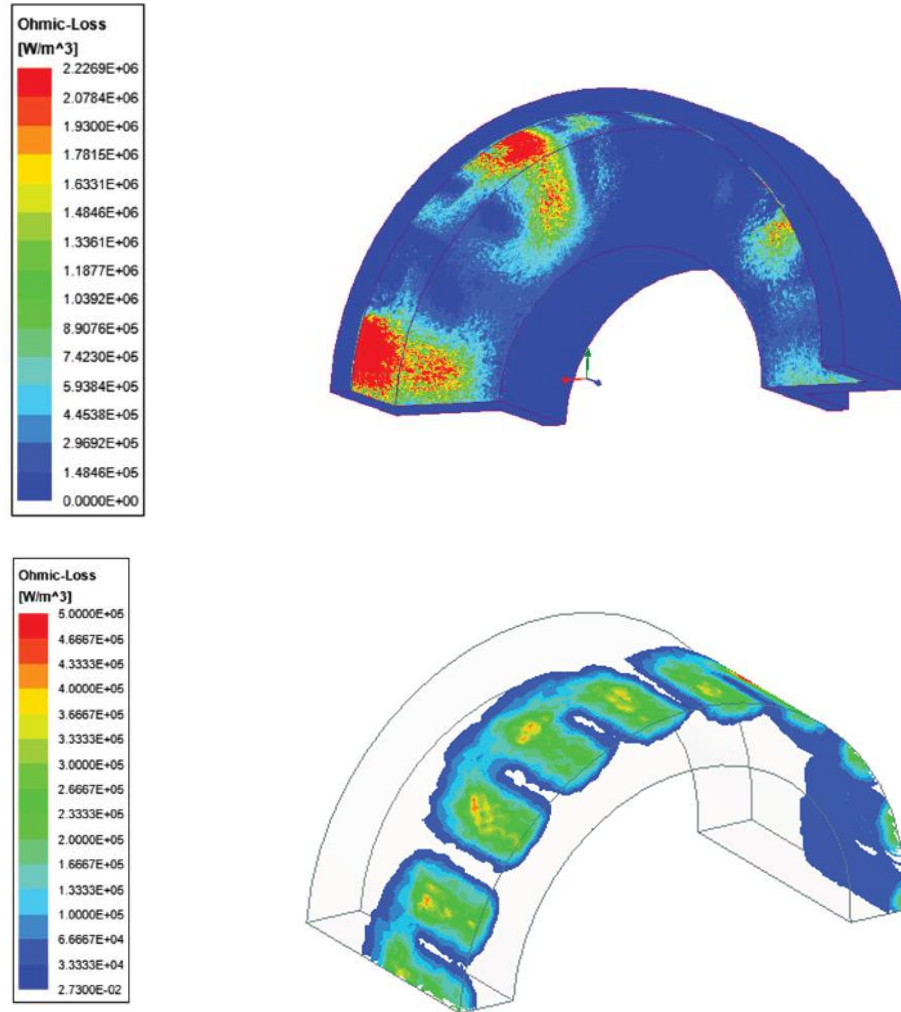 Ohmic-Loss
[W/m^3]
2.2269E+06
2.0784E+06
1.9300E+06
1.7815E+06
1.6331E+06
1.4846E+06
1.3361E+06
1.1877E+06
1.0392E+06
8.9076E+05
7.4230E+05
5.9384E+05
4.4538E+05
2.9692E+05
1.4846E+05
0.0000E+00
Ohmic-Loss
[W/m^3]
5.0000E+05
4.6667E+05
4.3333E+05
4.0000E+05
3.6667E+05
3.3333E+05
3.0000E+05
2.6667E+05
2.3333E+05
2.0000E+05
1.6667E+05
1.3333E+05
1.0000E+05
6.6667E+04
3.3333E+04
2.7300E-02